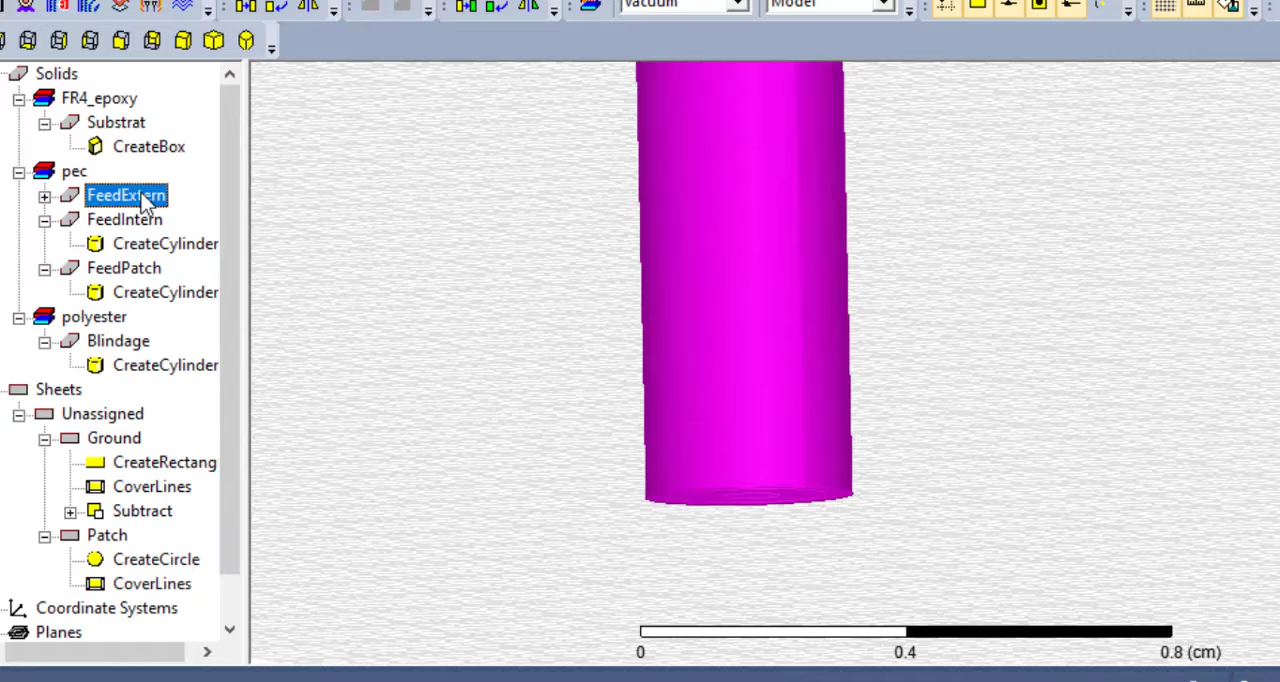 Vacuum
Model
Solids
FR4_epoxy
Substrat
CreateBox
pec
FeedExtern
FeedIntern
CreateCylinder
FeedPatch
CreateCylinder
polyester
Blindage
CreateCylinder
Sheets
Unassigned
Ground
CreateRectang
CoverLines
Subtract
Patch
CreateCircle
CoverLines
Coordinate Systems
Planes
0 0.4 0.8 (cm)